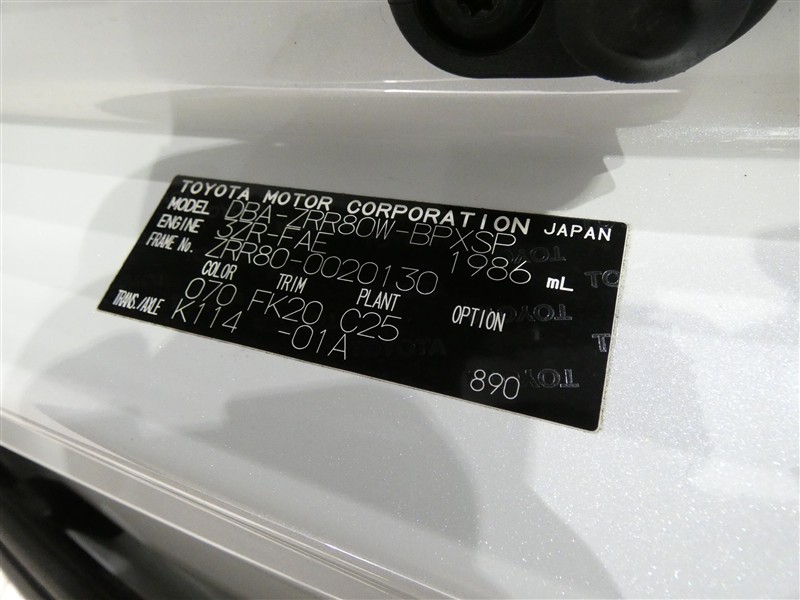 TOYOTA MOTOR CORPORATION JAPAN
MODEL DBA-ZRR80W-BPXSP
ENGINE 3ZR-FAE 1986 mL
FRAME No. ZRR80-0020130
COLOR TRIM PLANT OPTION
070 FK20 C25
TRANS./AXLE K114 -01A
890
TOYOTA